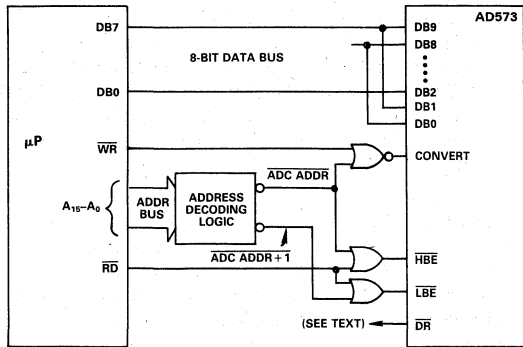 AD573
DB7
DB9
DB8
8-BIT DATA BUS
DB0
DB2
DB1
DB0
μP
WR
CONVERT
ADC ADDR
A15–A0
ADDR
BUS
ADDRESS
DECODING
LOGIC
ADC ADDR+1
HBE
RD
LBE
(SEE TEXT)
DR